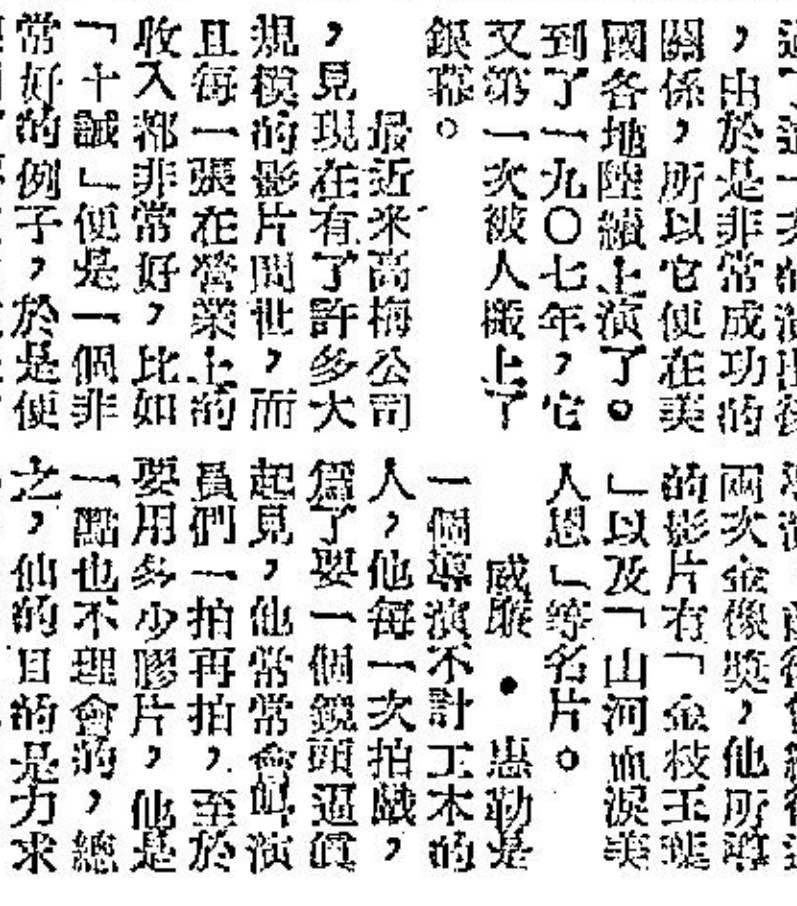 ，由於是非常成功的
關係，所以它便在美
國各地陸續上演了。
到了一九〇七年，它
又第一次被人搬上了
銀幕。
最近米高梅公司
，見現在有了許多大
規模的影片問世，而
且每一張在營業上的
收入都非常好，比如
「十誡」便是一個非
常好的例子，於是便
兩次金像獎，他所導
的影片有「金枝玉葉
」以及「山河血淚美
人恩」等名片。
威廉•惠勒是
一個導演不計工本的
人，他每一次拍戲，
爲了要一個鏡頭逼真
起見，他常常會叫演
員們一拍再拍，至於
要用多少膠片，他是
一點也不理會的，總
之，他的目的是力求